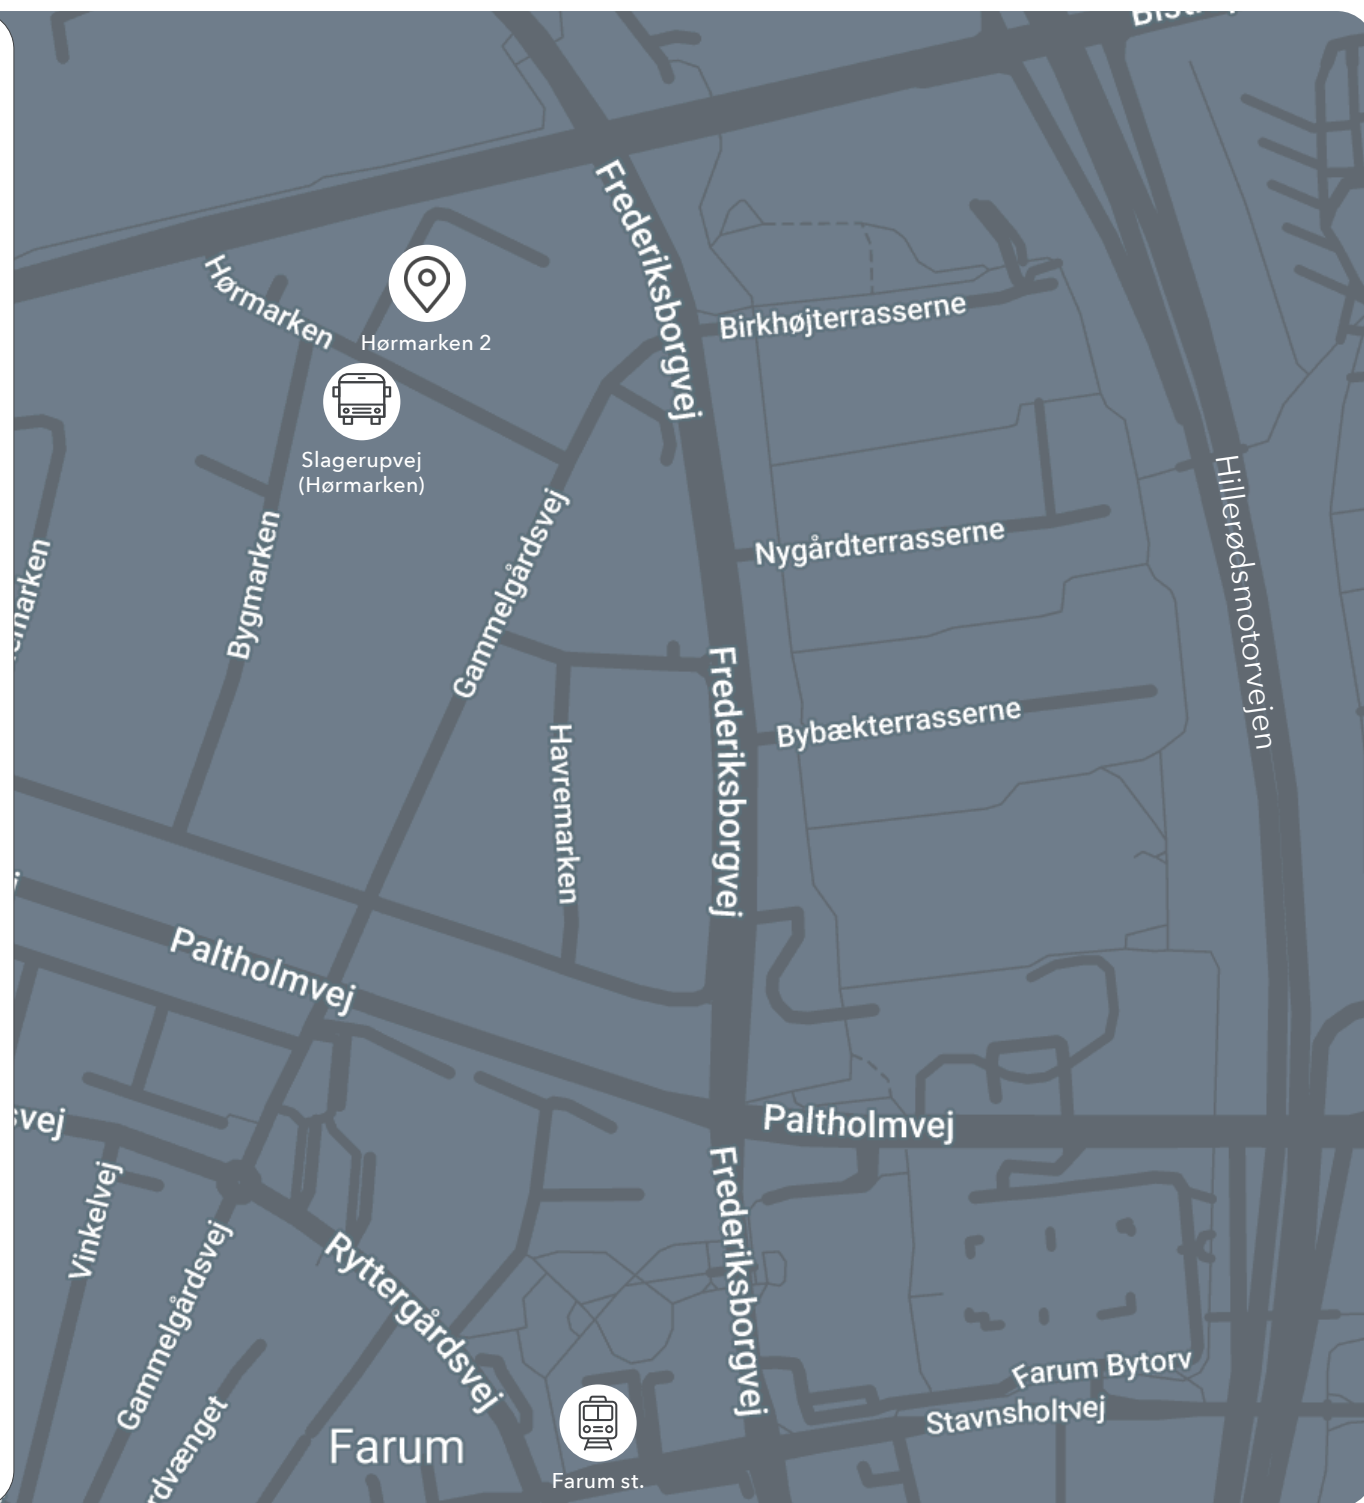 Frederiksborgvej
Hørmarken
Hørmarken 2
Birkhøjterrasserne
Slagerupvej
(Hørmarken)
Hillerødsmotorvejen
Bygmarken
Gammelgårdsvej
Nygårdterrasserne
Frederiksborgvej
Havremarken
Bybækterrasserne
Paltholmvej
Paltholmvej
Vinkelvej
Gammelgårdsvej
Ryttergårdsvej
Frederiksborgvej
Farum Bytorv
Stavnsholtvej
Farum
Farum st.